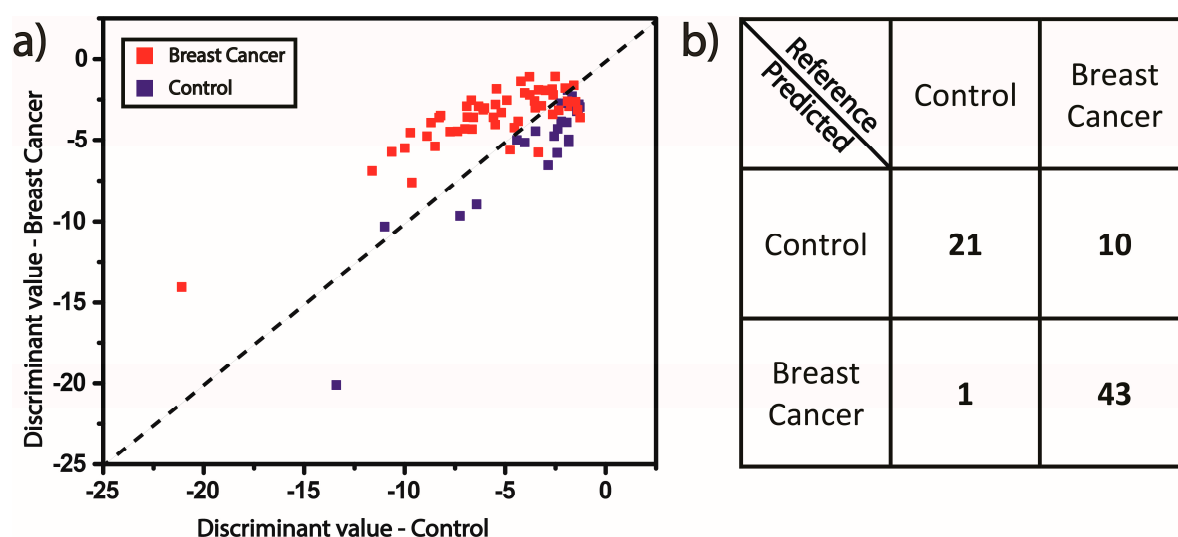 a)
Breast Cancer
Control
Discriminant value - Breast Cancer
0
-5
-10
-15
-20
-25
-25
-20
-15
-10
-5
0
Discriminant value - Control
b)
Reference
Predicted
Control
Breast
Cancer
Control
21
10
Breast
Cancer
1
43